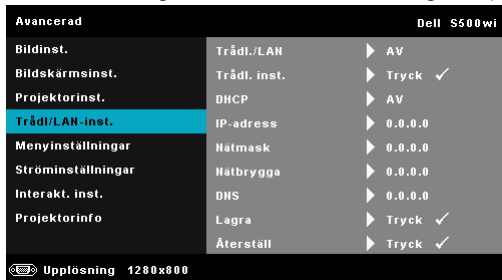 Avancerad Dell S500wi
Bildinst. Trådl./LAN AV
Bildskärmsinst. Trådl. inst. Tryck
Projektorinst. DHCP AV
Trådl/LAN-inst. IP-adress 0.0.0.0
Menyinställningar Nätmask 0.0.0.0
Ströminställningar Nätbrygga 0.0.0.0
Interakt. inst. DNS 0.0.0.0
Projektorinfo Lagra Tryck
Återställ Tryck
Upplösning 1280x800